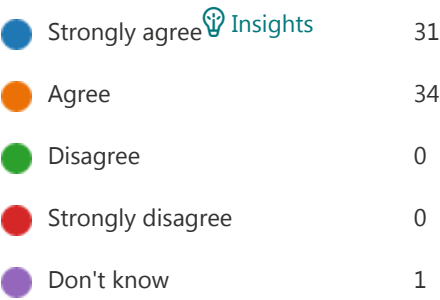 Strongly agree Insights 31
Agree 34
Disagree 0
Strongly disagree 0
Don't know 1